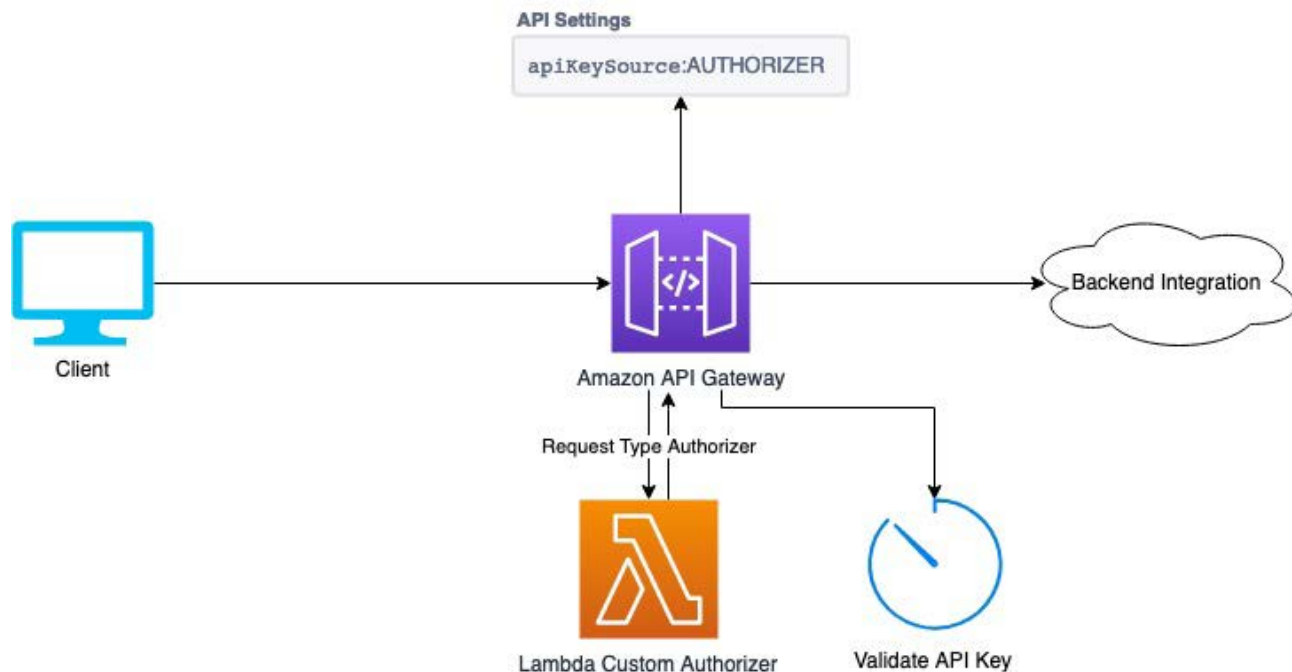 API Settings
apiKeySource:AUTHORIZER
</>
Backend Integration
Client
Amazon API Gateway
Request Type Authorizer
Lambda Custom Authorizer
Validate API Key